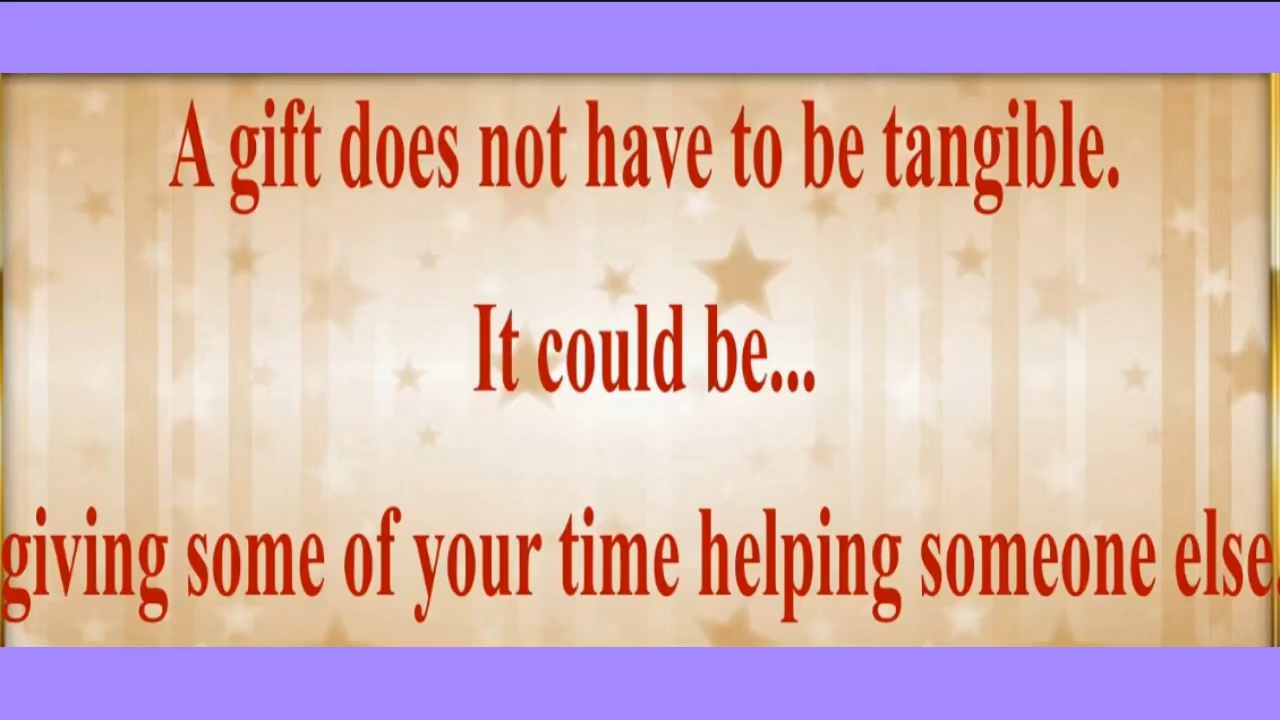 A gift does not have to be tangible.
It could be...
giving some of your time helping someone else.